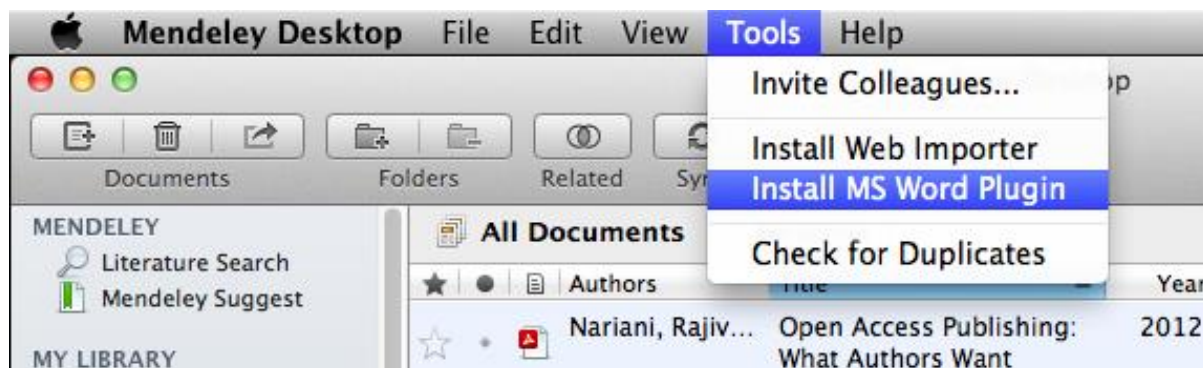 Mendeley Desktop File Edit View Tools Help
Invite Colleagues...
Install Web Importer
Install MS Word Plugin
Check for Duplicates
Documents Folders Related
MENDELEY
Literature Search
Mendeley Suggest
MY LIBRARY
All Documents
Authors Title Year
Nariani, Rajiv... Open Access Publishing: 2012
What Authors Want